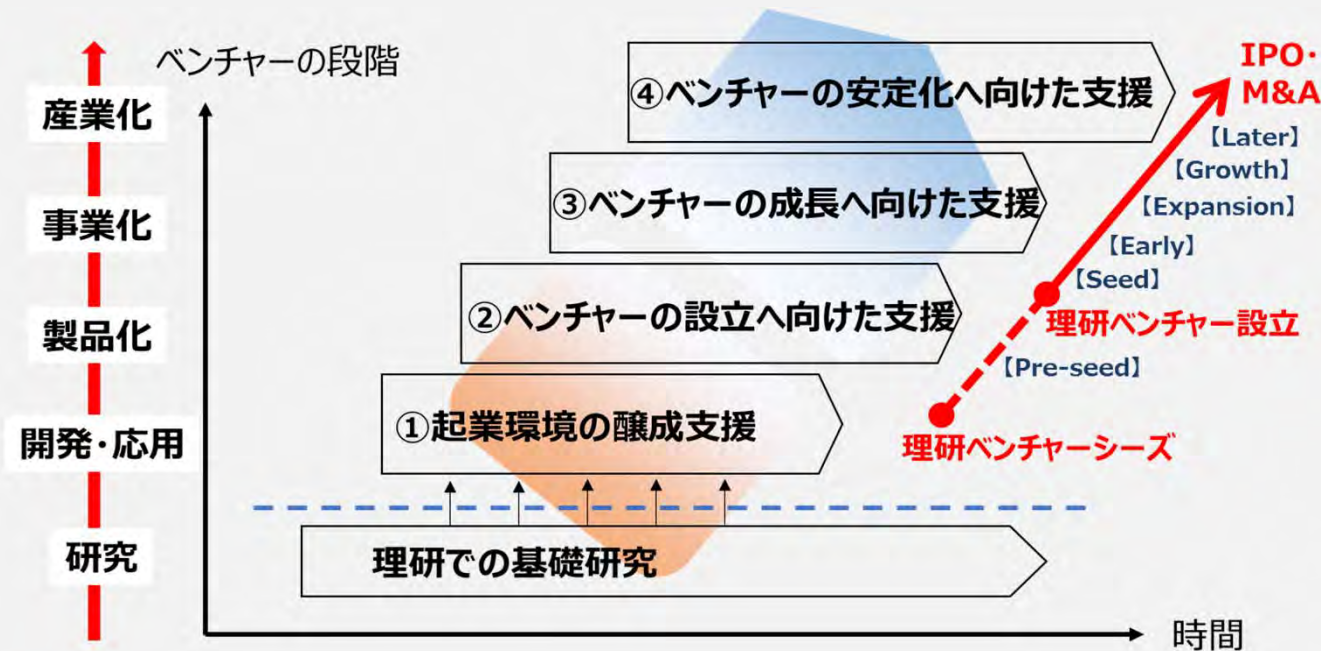 ベンチャーの段階
産業化
事業化
製品化
開発・応用
研究
④ベンチャーの安定化へ向けた支援
③ベンチャーの成長へ向けた支援
②ベンチャーの設立へ向けた支援
①起業環境の醸成支援
理研での基礎研究
IPO・
M&A
【Later】
【Growth】
【Expansion】
【Early】
【Seed】
理研ベンチャー設立
【Pre-seed】
理研ベンチャーシーズ
時間